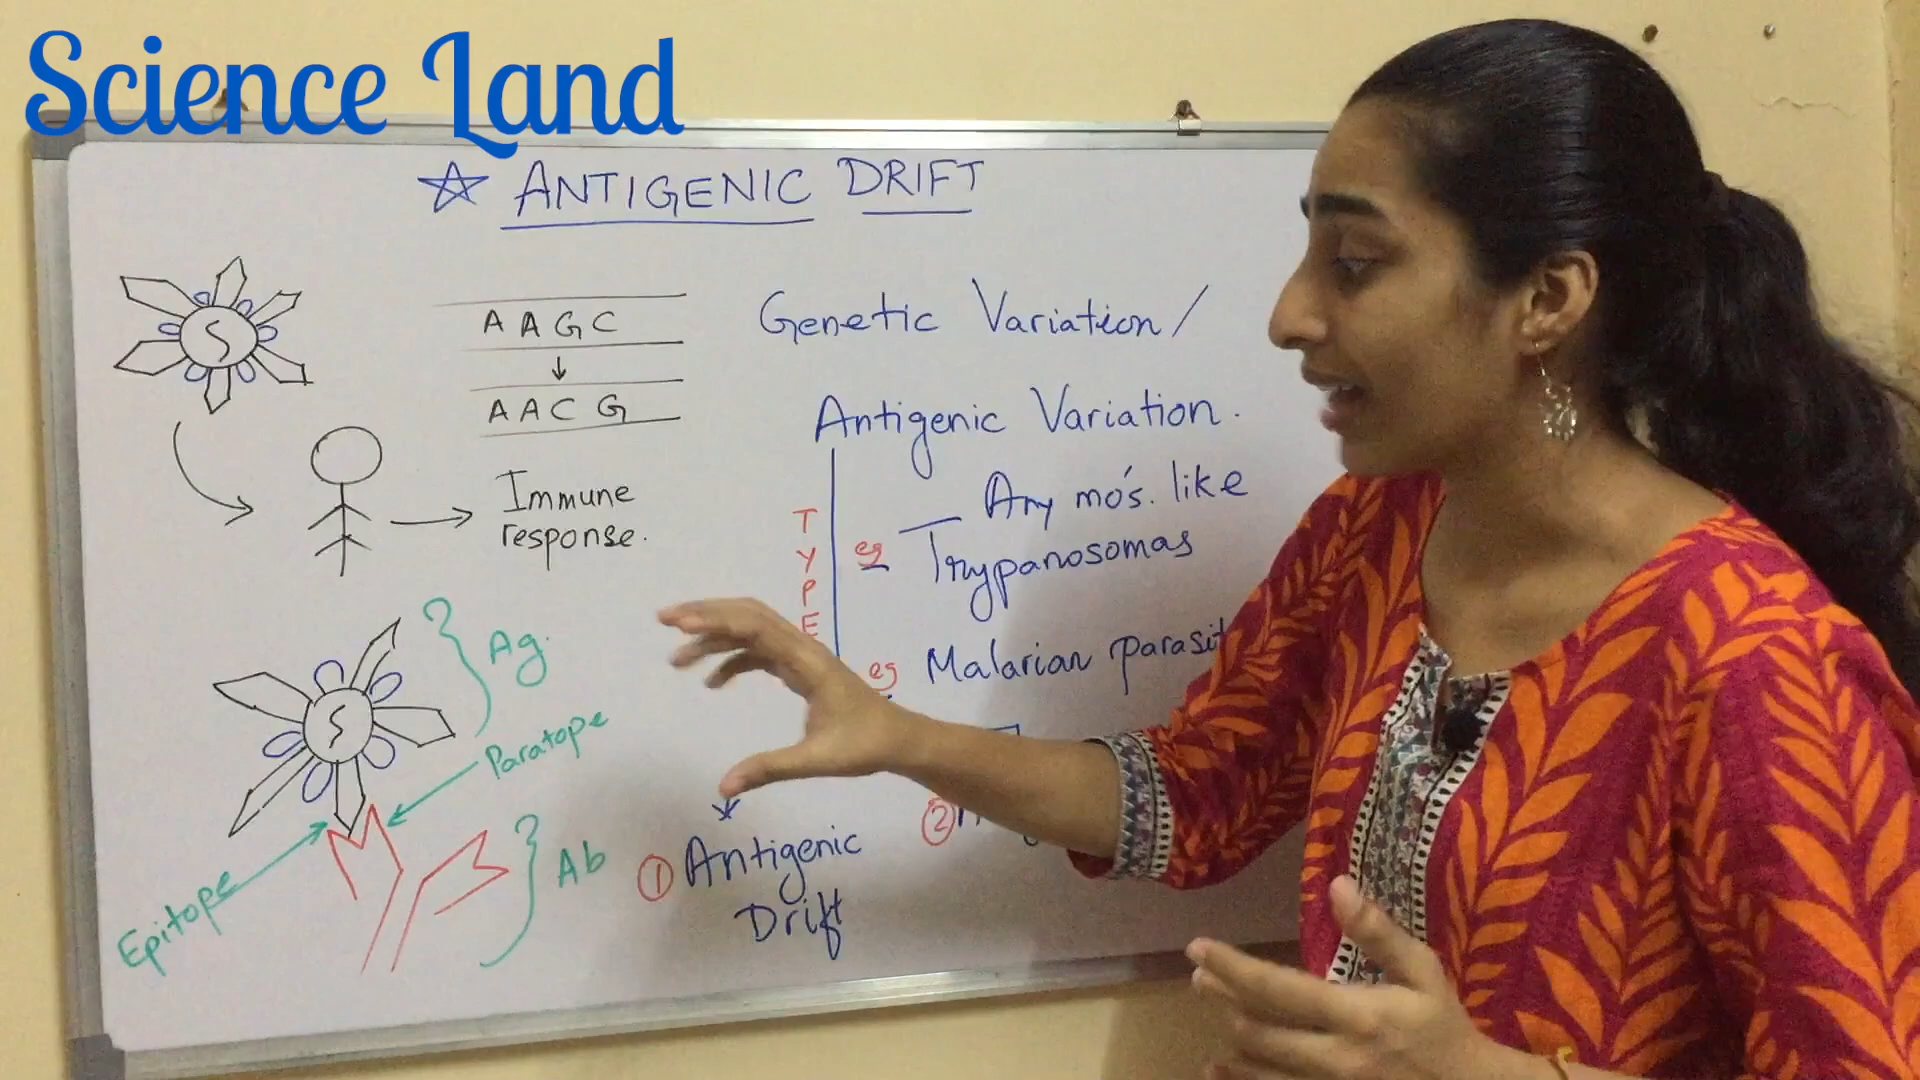 Science Land
☆ ANTIGENIC DRIFT
AAGC
↓
AACG
Immune
response.
S
S
Ag.
Paratope
Epitope
Ab
Genetic Variation/
Antigenic Variation.
TYPE
eg Any mo's. like
Trypanosomas
eg Malarian
① Antigenic
Drift
②